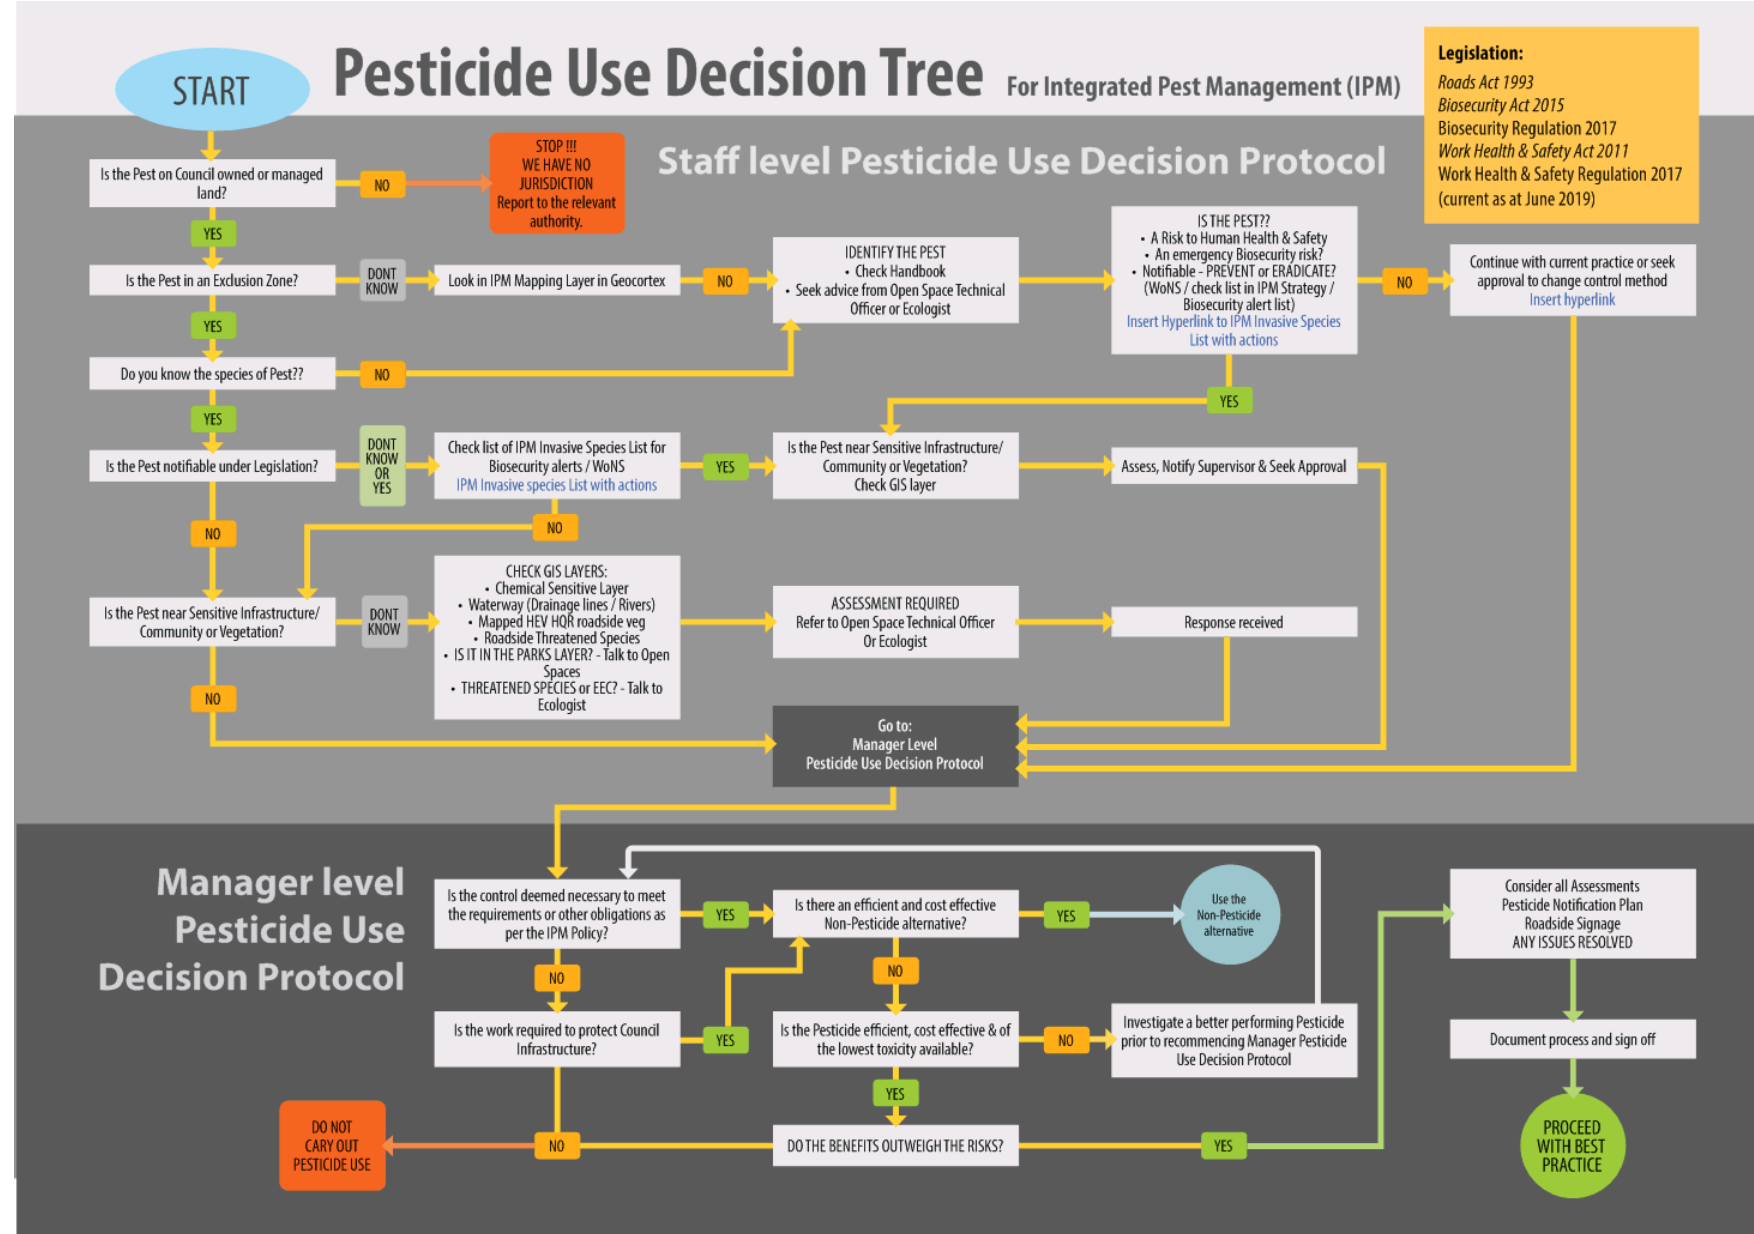 START
Pesticide Use Decision Tree For Integrated Pest Management (IPM)
Legislation:
Roads Act 1993
Biosecurity Act 2015
Biosecurity Regulation 2017
Work Health & Safety Act 2011
Work Health & Safety Regulation 2017
(current as at June 2019)
Staff level Pesticide Use Decision Protocol
Is the Pest on Council owned or managed
land?
NO
STOP !!!
WE HAVE NO
JURISDICTION
Report to the relevant
authority.
YES
Is the Pest in an Exclusion Zone?
DONT
KNOW
Look in IPM Mapping Layer in Geocortex
NO
IDENTIFY THE PEST
• Check Handbook
• Seek advice from Open Space Technical
Officer or Ecologist
IS THE PEST??
• A Risk to Human Health & Safety
• An emergency Biosecurity risk?
• Notifiable - PREVENT or ERADICATE?
(WoNS / check list in IPM Strategy /
Biosecurity alert list)
Insert Hyperlink to IPM Invasive Species
List with actions
NO
Continue with current practice or seek
approval to change control method
Insert hyperlink
YES
Do you know the species of Pest??
NO
YES
YES
Is the Pest notifiable under Legislation?
DONT
KNOW
OR
YES
Check list of IPM Invasive Species List for
Biosecurity alerts / WoNS
IPM Invasive species List with actions
YES
Is the Pest near Sensitive Infrastructure/
Community or Vegetation?
Check GIS layer
Assess, Notify Supervisor & Seek Approval
NO
NO
Is the Pest near Sensitive Infrastructure/
Community or Vegetation?
DONT
KNOW
CHECK GIS LAYERS:
• Chemical Sensitive Layer
• Waterway (Drainage lines / Rivers)
• Mapped HEV HQR roadside veg
• Roadside Threatened Species
• IS IT IN THE PARKS LAYER? - Talk to Open
Spaces
• THREATENED SPECIES or EEC? - Talk to
Ecologist
ASSESSMENT REQUIRED
Refer to Open Space Technical Officer
Or Ecologist
Response received
NO
Go to:
Manager Level
Pesticide Use Decision Protocol
Manager level
Pesticide Use
Decision Protocol
Is the control deemed necessary to meet
the requirements or other obligations as
per the IPM Policy?
YES
Is there an efficient and cost effective
Non-Pesticide alternative?
YES
Use the
Non-Pesticide
alternative
Consider all Assessments
Pesticide Notification Plan
Roadside Signage
ANY ISSUES RESOLVED
NO
NO
Is the work required to protect Council
Infrastructure?
YES
Is the Pesticide efficient, cost effective & of
the lowest toxicity available?
NO
Investigate a better performing Pesticide
prior to recommencing Manager Pesticide
Use Decision Protocol
Document process and sign off
YES
DO NOT
CARY OUT
PESTICIDE USE
NO
DO THE BENEFITS OUTWEIGH THE RISKS?
YES
PROCEED
WITH BEST
PRACTICE